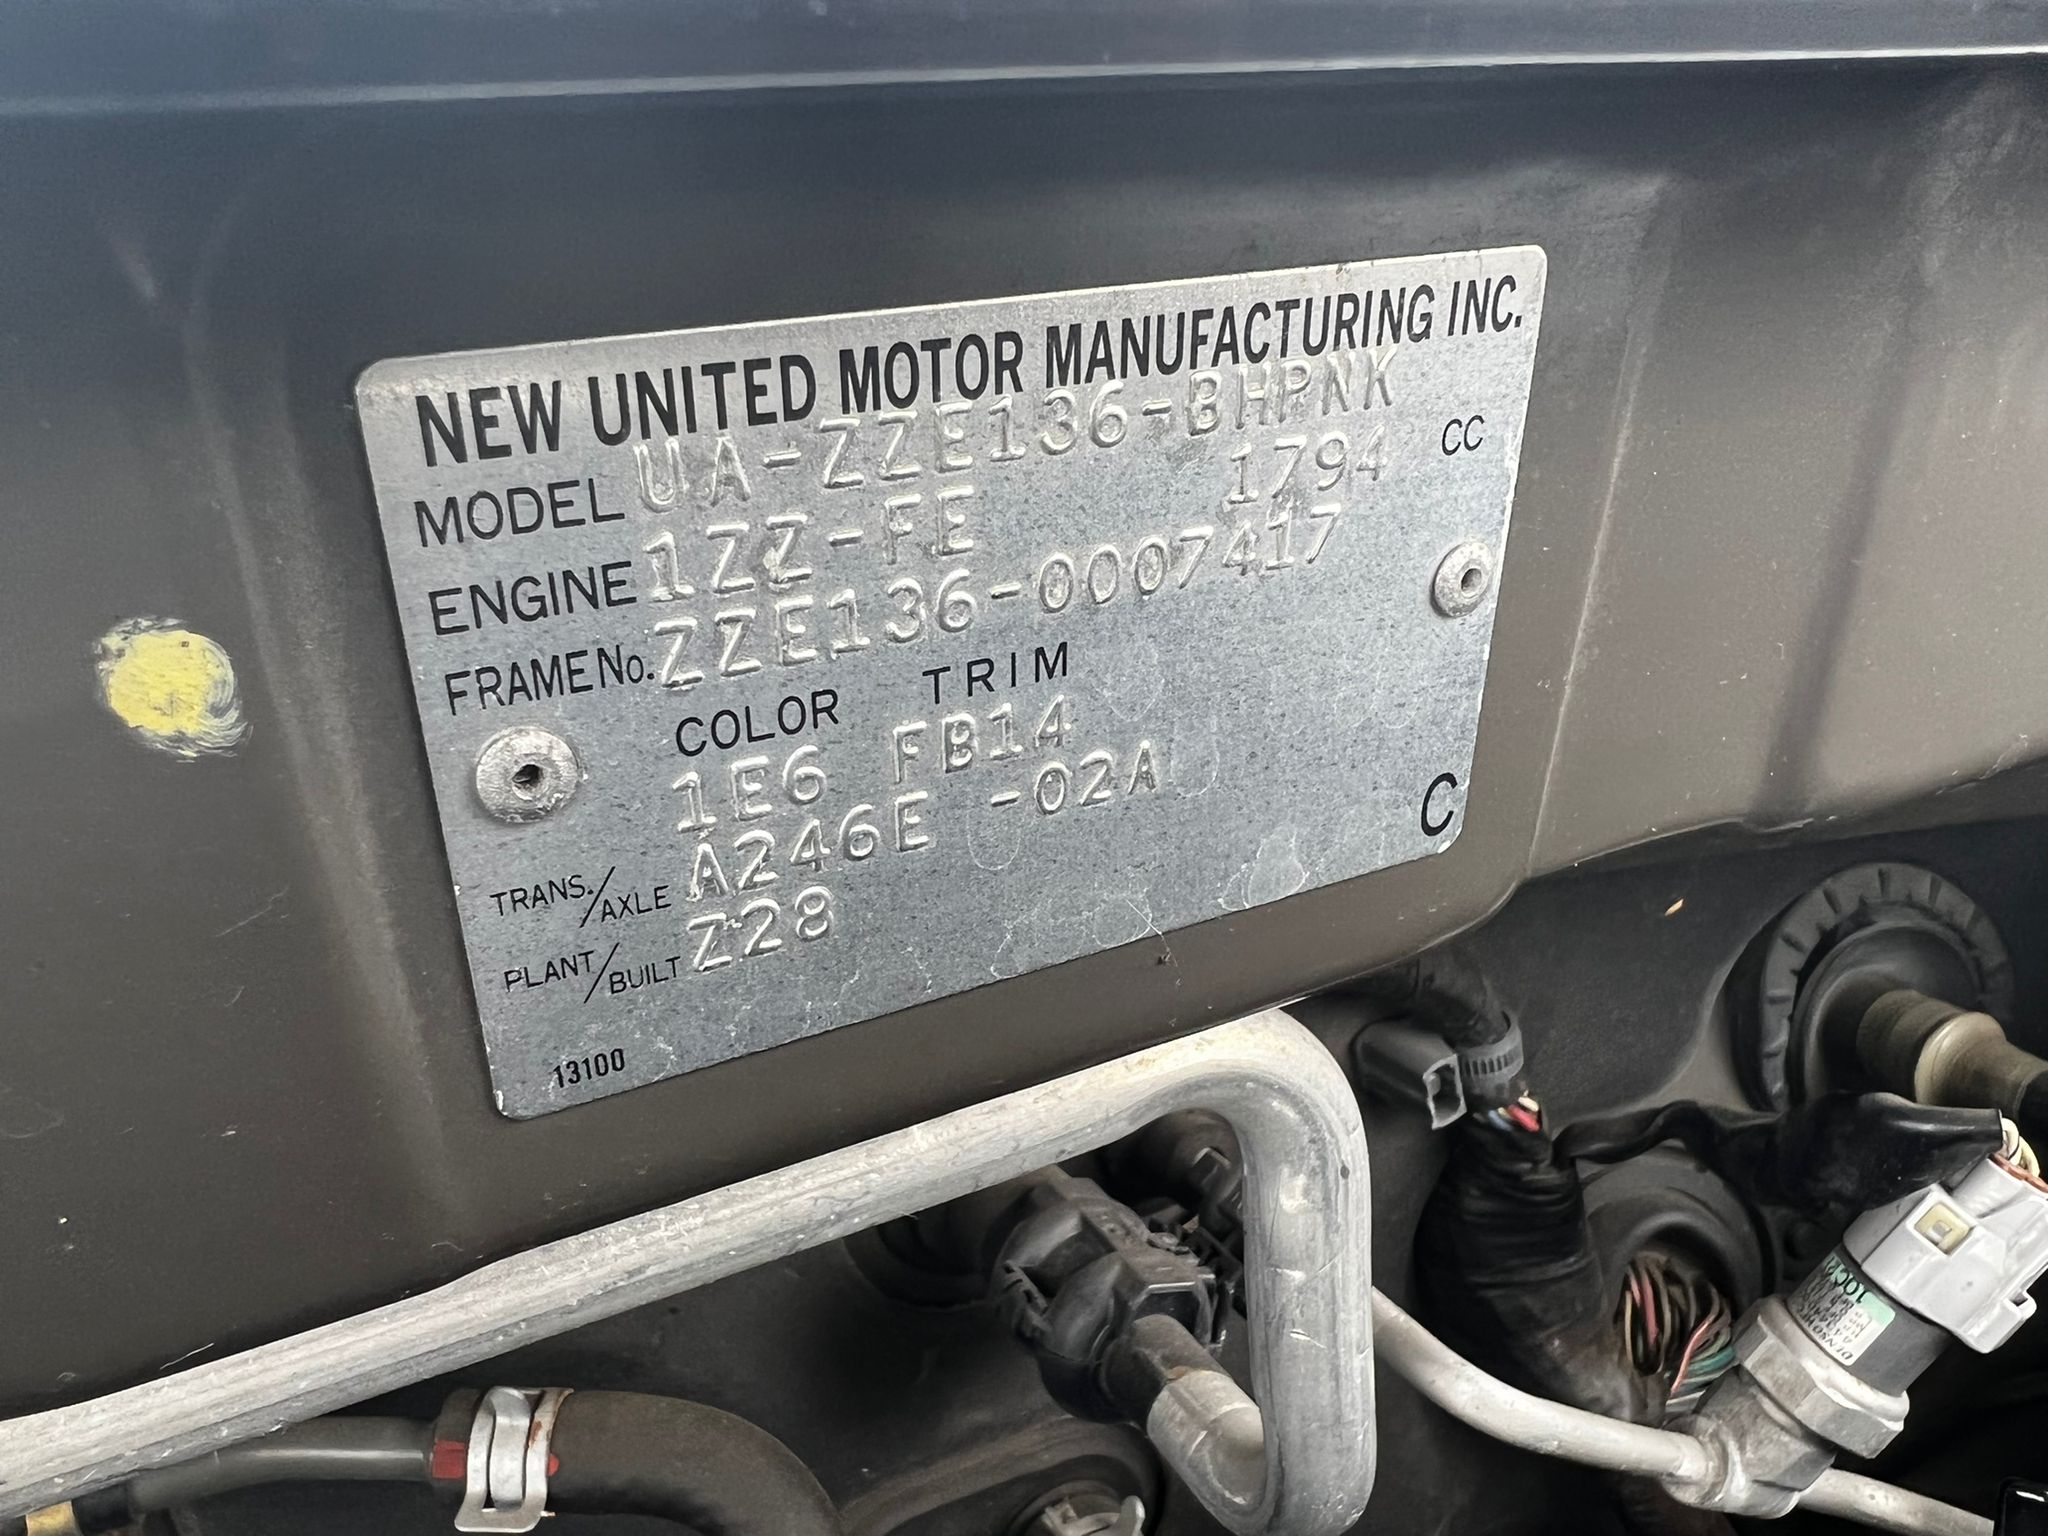 NEW UNITED MOTOR MANUFACTURING INC.
MODEL UA-ZZE136-BHPNK
ENGINE 1ZZ-FE 1794 CC
FRAME No. ZZE136-0007417
COLOR TRIM
1E6 FB14
TRANS./AXLE A246E -02A
PLANT/BUILT Z28
C
13100